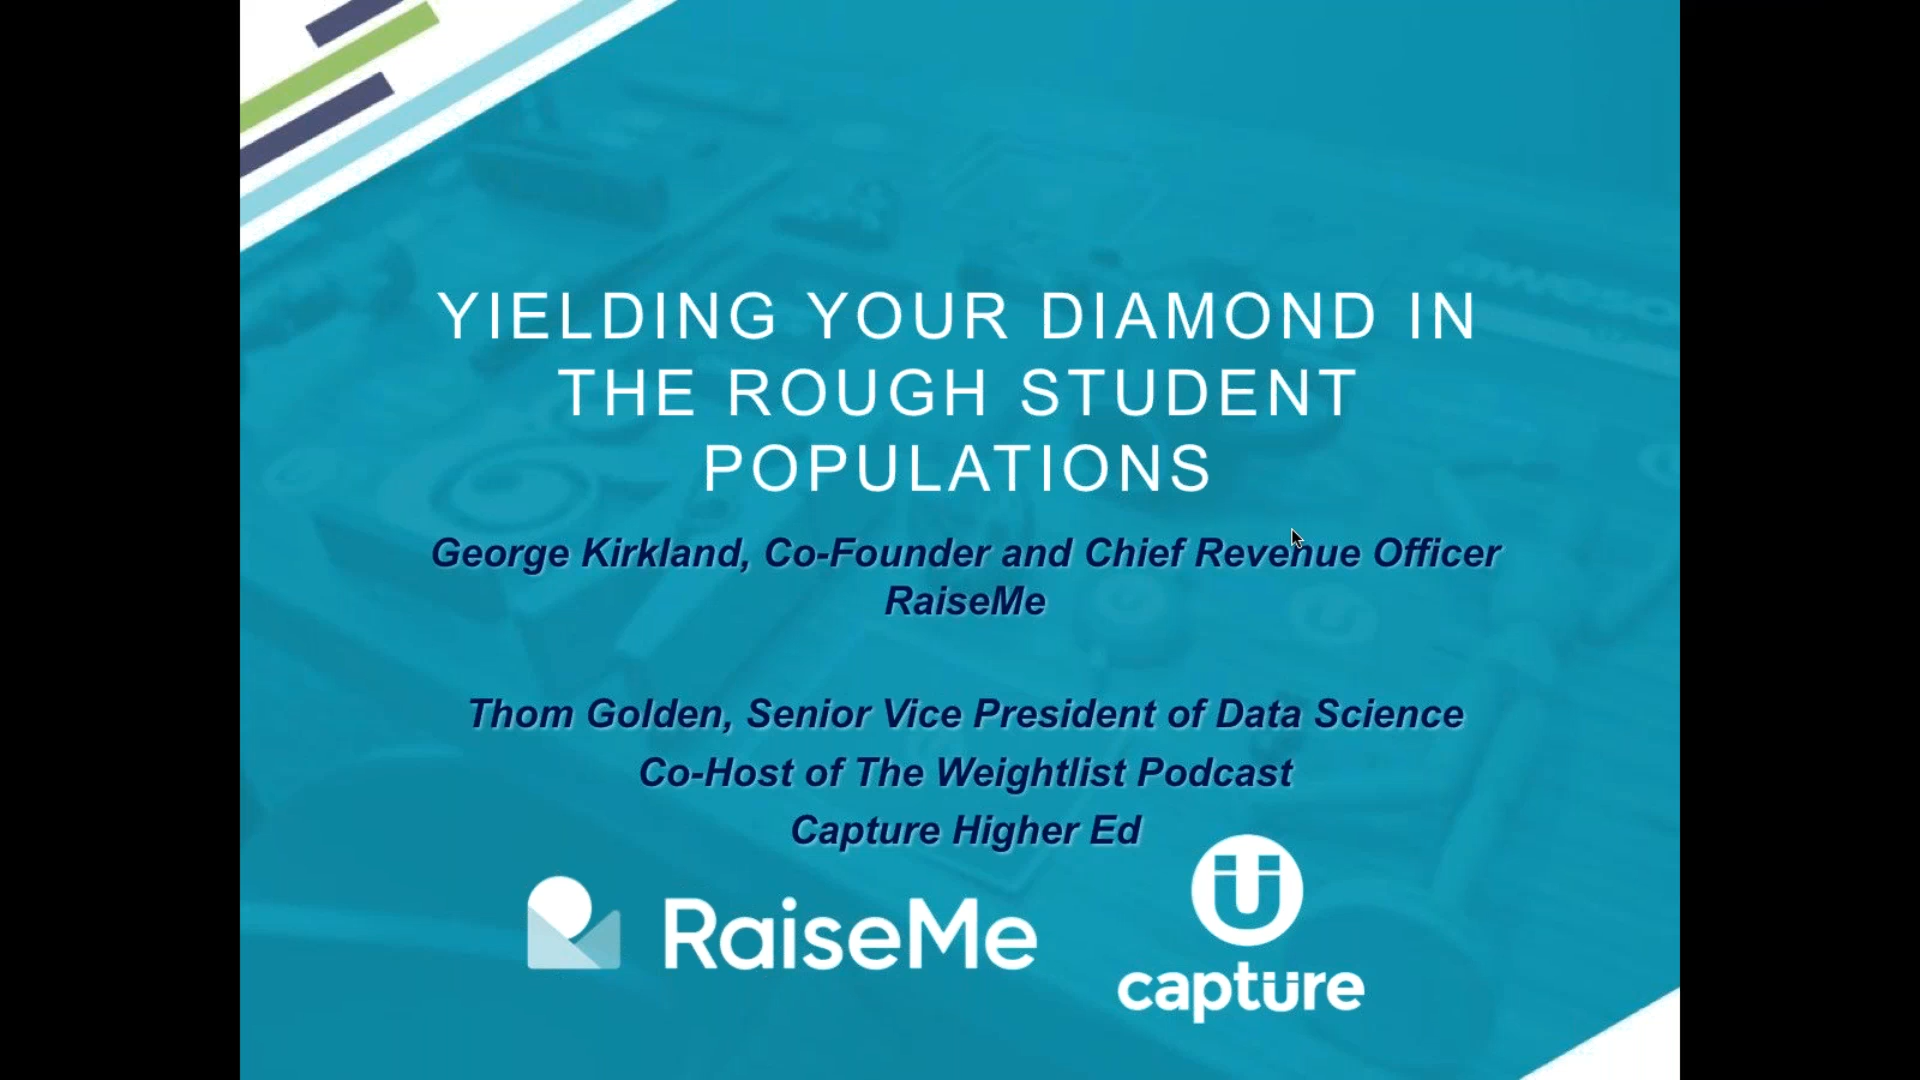 YIELDING YOUR DIAMOND IN
THE ROUGH STUDENT
POPULATIONS
George Kirkland, Co-Founder and Chief Revenue Officer
RaiseMe
Thom Golden, Senior Vice President of Data Science
Co-Host of The Weightlist Podcast
Capture Higher Ed
RaiseMe
capture